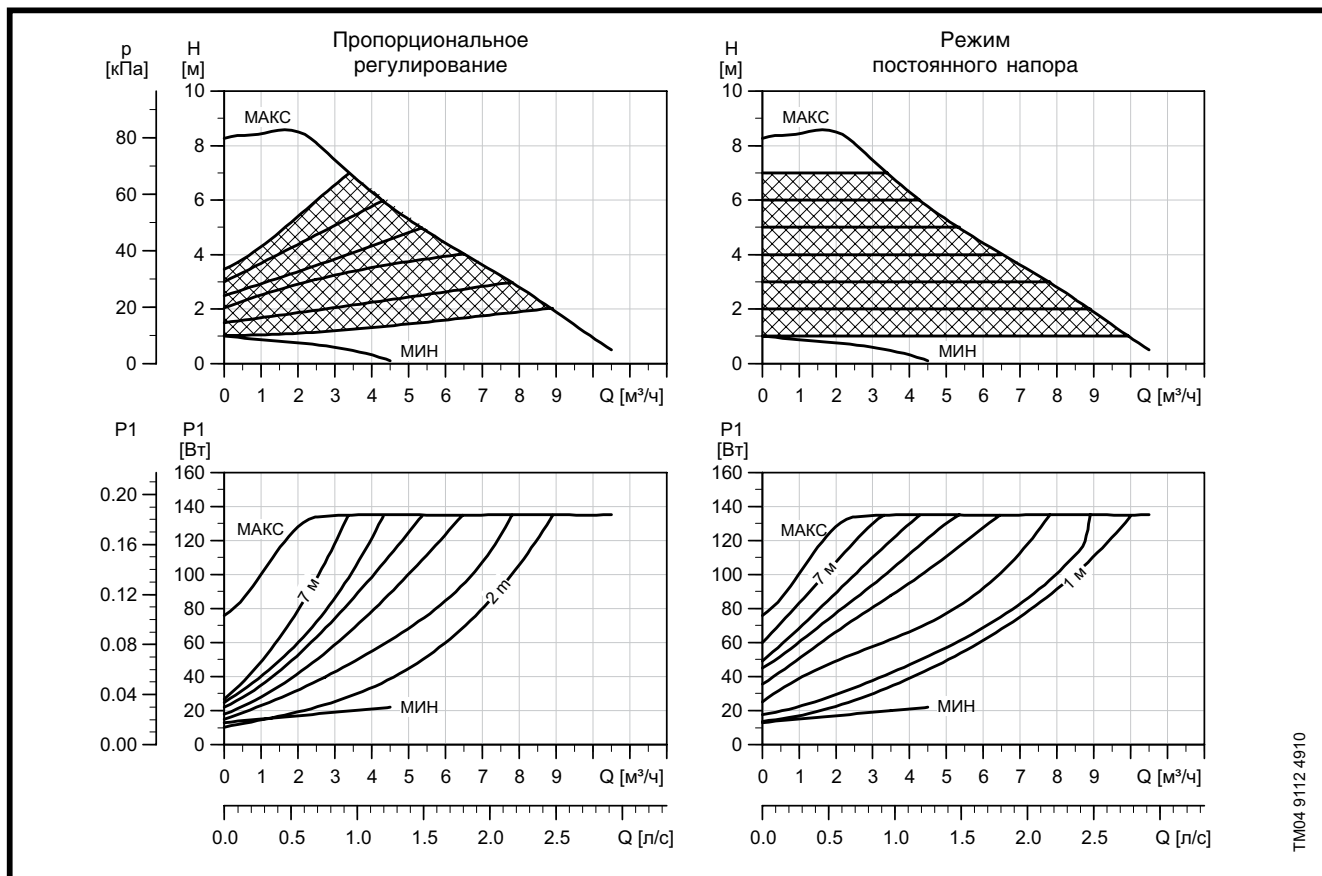 Пропорциональное
регулирование
p
[кПа]
H
[м]
10
8
6
4
2
0
80
60
40
20
0
МАКС
МИН
0 1 2 3 4 5 6 7 8 9 Q [м³/ч]
Режим
постоянного напора
H
[м]
10
8
6
4
2
0
МАКС
МИН
0 1 2 3 4 5 6 7 8 9 Q [м³/ч]
P1
P1
[Вт]
0.20
0.16
0.12
0.08
0.04
0.00
160
140
120
100
80
60
40
20
0
МАКС
7 м
2 m
МИН
0 1 2 3 4 5 6 7 8 9 Q [м³/ч]
0.0 0.5 1.0 1.5 2.0 2.5 Q [л/с]
P1
[Вт]
160
140
120
100
80
60
40
20
0
МАКС
7 м
1 м
МИН
0 1 2 3 4 5 6 7 8 9 Q [м³/ч]
0.0 0.5 1.0 1.5 2.0 2.5 Q [л/с]
TM04 9112 4910